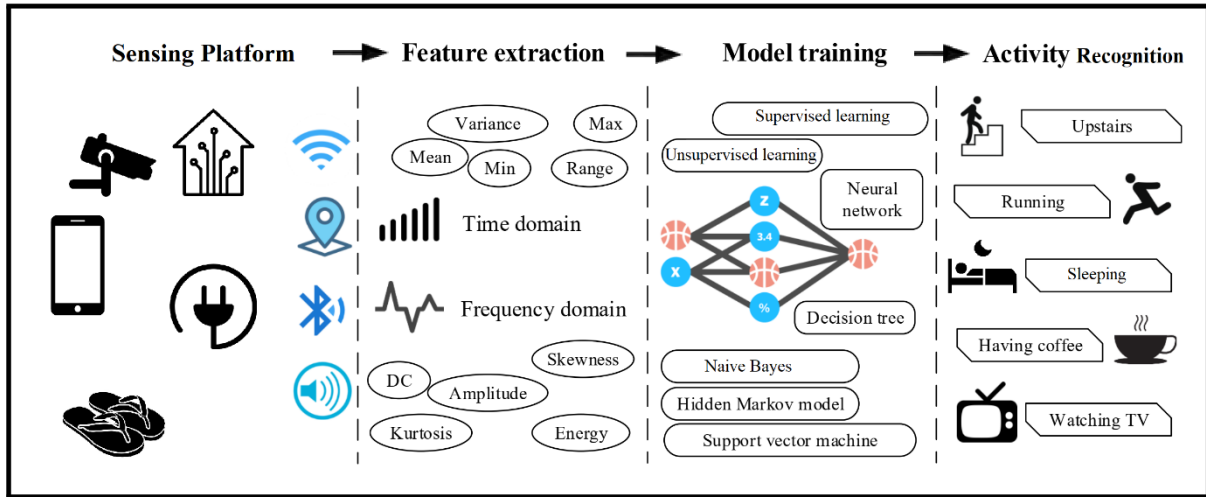 Sensing Platform
Feature extraction
Model training
Activity Recognition
Variance
Max
Mean
Min
Range
Time domain
Frequency domain
Skewness
DC
Amplitude
Kurtosis
Energy
Supervised learning
Unsupervised learning
Neural
network
Z
3.4
X
%
Decision tree
Naive Bayes
Hidden Markov model
Support vector machine
Upstairs
Running
Sleeping
Having coffee
Watching TV